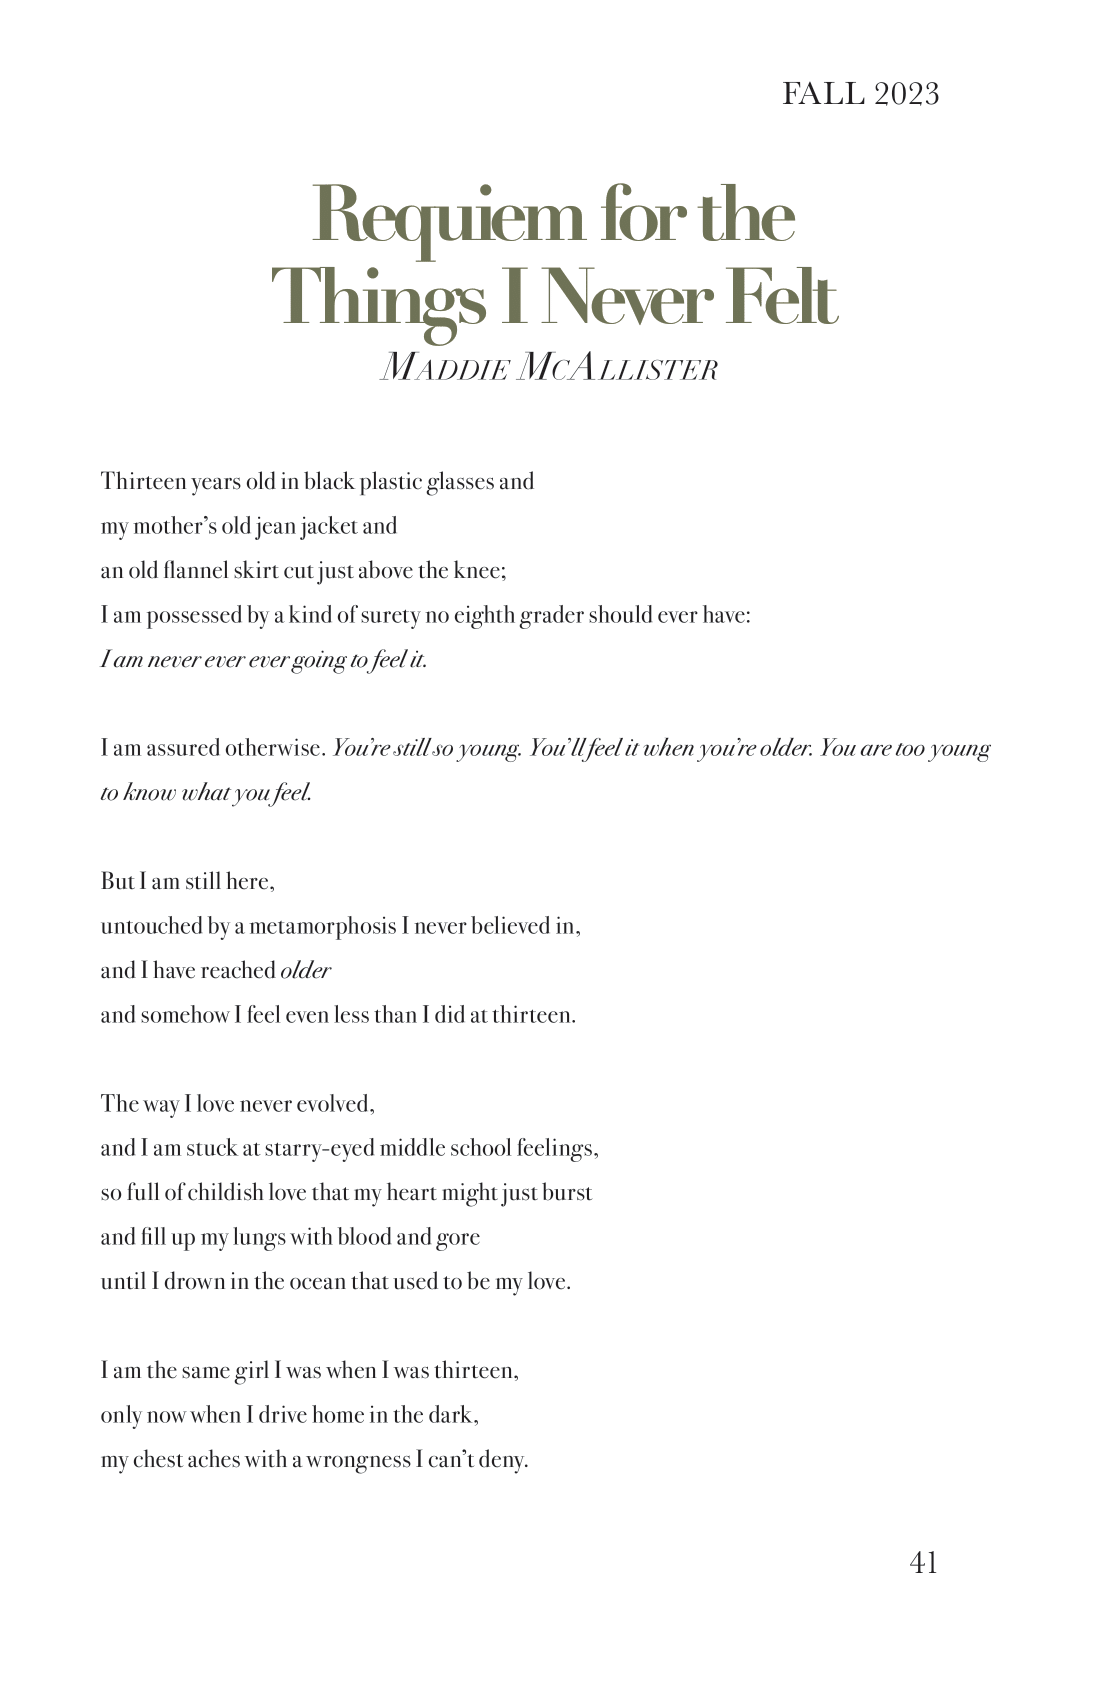 FALL 2023
Requiem for the
Things I Never Felt
Maddie McAllister
Thirteen years old in black plastic glasses and
my mother’s old jean jacket and
an old flannel skirt cut just above the knee;
I am possessed by a kind of surety no eighth grader should ever have:
I am never ever ever going to feel it.
I am assured otherwise. You’re still so young. You’ll feel it when you’re older. You are too young
to know what you feel.
But I am still here,
untouched by a metamorphosis I never believed in,
and I have reached older
and somehow I feel even less than I did at thirteen.
The way I love never evolved,
and I am stuck at starry-eyed middle school feelings,
so full of childish love that my heart might just burst
and fill up my lungs with blood and gore
until I drown in the ocean that used to be my love.
I am the same girl I was when I was thirteen,
only now when I drive home in the dark,
my chest aches with a wrongness I can’t deny.
41